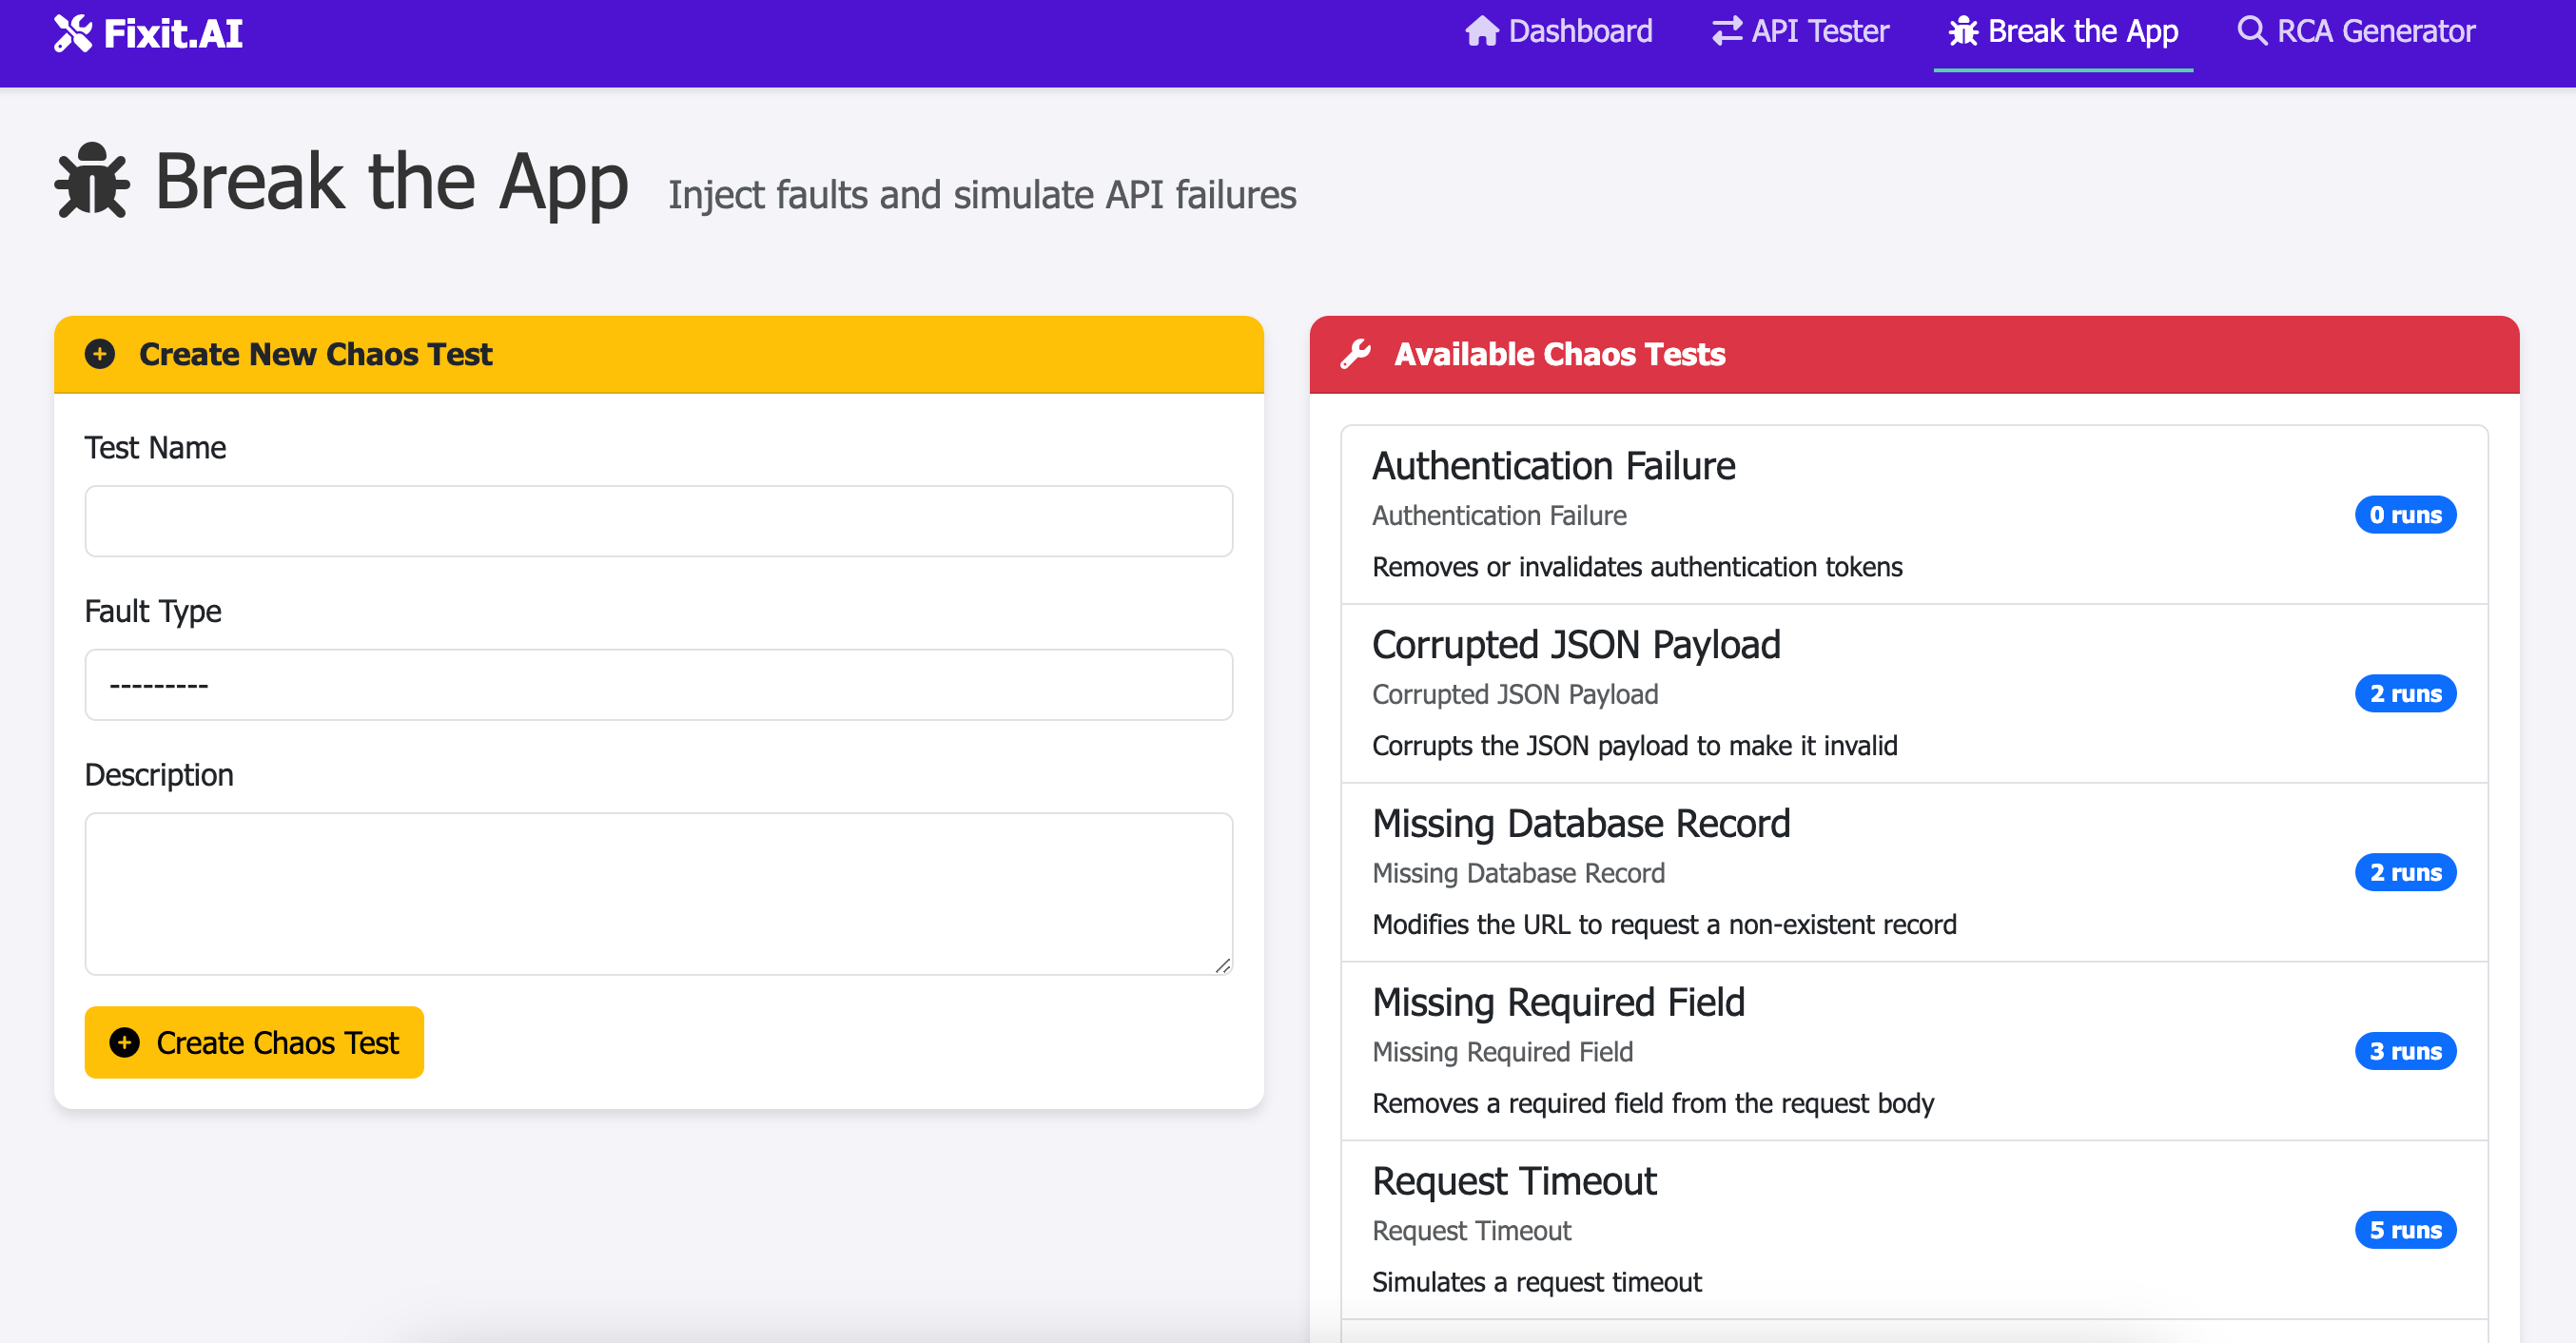 Fixit.AI
Dashboard
API Tester
Break the App
RCA Generator
Break the App Inject faults and simulate API failures
Create New Chaos Test
Test Name
Fault Type
---------
Description
Create Chaos Test
Available Chaos Tests
Authentication Failure
Authentication Failure
0 runs
Removes or invalidates authentication tokens
Corrupted JSON Payload
Corrupted JSON Payload
2 runs
Corrupts the JSON payload to make it invalid
Missing Database Record
Missing Database Record
2 runs
Modifies the URL to request a non-existent record
Missing Required Field
Missing Required Field
3 runs
Removes a required field from the request body
Request Timeout
Request Timeout
5 runs
Simulates a request timeout